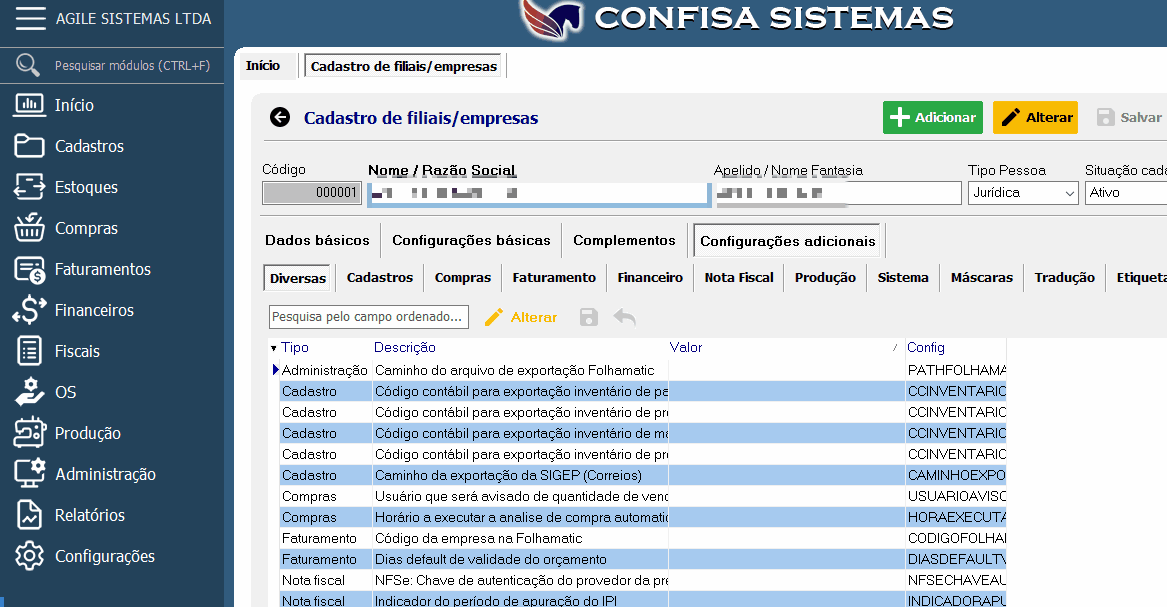 AGILE SISTEMAS LTDA
CONFISA SISTEMAS
Pesquisar módulos (CTRL+F)
Início
Cadastros
Estoques
Compras
Faturamentos
Financeiros
Fiscais
OS
Produção
Administração
Relatórios
Configurações
Início Cadastro de filiais/empresas
Cadastro de filiais/empresas Adicionar Alterar Salvar
Código Nome / Razão Social Apelido / Nome Fantasia Tipo Pessoa Situação cada
000001 Jurídica Ativo
Dados básicos Configurações básicas Complementos Configurações adicionais
Diversas Cadastros Compras Faturamento Financeiro Nota Fiscal Produção Sistema Máscaras Tradução Etiqueta
Pesquisa pelo campo ordenado... Alterar
Tipo Descrição Valor Config
Administração Caminho do arquivo de exportação Folhamatic PATHFOLHAMA
Cadastro Código contábil para exportação inventário de pa CCINVENTARIO
Cadastro Código contábil para exportação inventário de pr CCINVENTARIO
Cadastro Código contábil para exportação inventário de ma CCINVENTARIO
Cadastro Código contábil para exportação inventário de pr CCINVENTARIO
Cadastro Caminho da exportação da SIGEP (Correios) CAMINHOEXPO
Compras Usuário que será avisado de quantidade de venc USUARIOAVISO
Compras Horário a executar a analise de compra automatic HORAEXECUTA
Faturamento Código da empresa na Folhamatic CODIGOFOLHAM
Faturamento Dias default de validade do orçamento DIASDEFAULTV
Nota fiscal NFSe: Chave de autenticação do provedor da pre NFSECHAVEAU
Nota fiscal Indicador do período de apuração do IPI INDICADORAPU